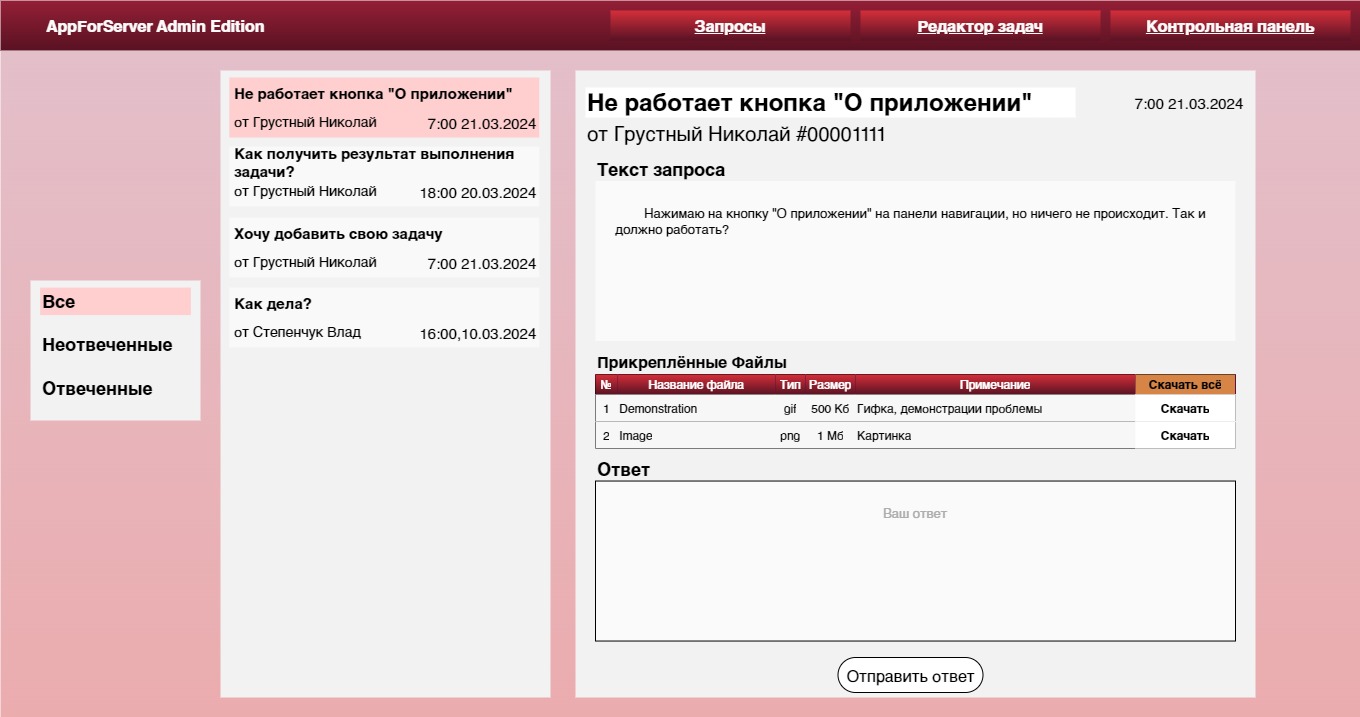 AppForServer Admin Edition
Запросы
Редактор задач
Контрольная панель
Все
Неотвеченные
Отвеченные
Не работает кнопка "О приложении"
от Грустный Николай 7:00 21.03.2024
Как получить результат выполнения
задачи?
от Грустный Николай 18:00 20.03.2024
Хочу добавить свою задачу
от Грустный Николай 7:00 21.03.2024
Как дела?
от Степенчук Влад 16:00,10.03.2024
Не работает кнопка "О приложении" 7:00 21.03.2024
от Грустный Николай #00001111
Текст запроса
Нажимаю на кнопку "О приложении" на панели навигации, но ничего не происходит. Так и
должно работать?
Прикреплённые Файлы
№ Название файла Тип Размер Примечание Скачать всё
1 Demonstration gif 500 Кб Гифка, демонстрации проблемы Скачать
2 Image png 1 Мб Картинка Скачать
Ответ
Ваш ответ
Отправить ответ